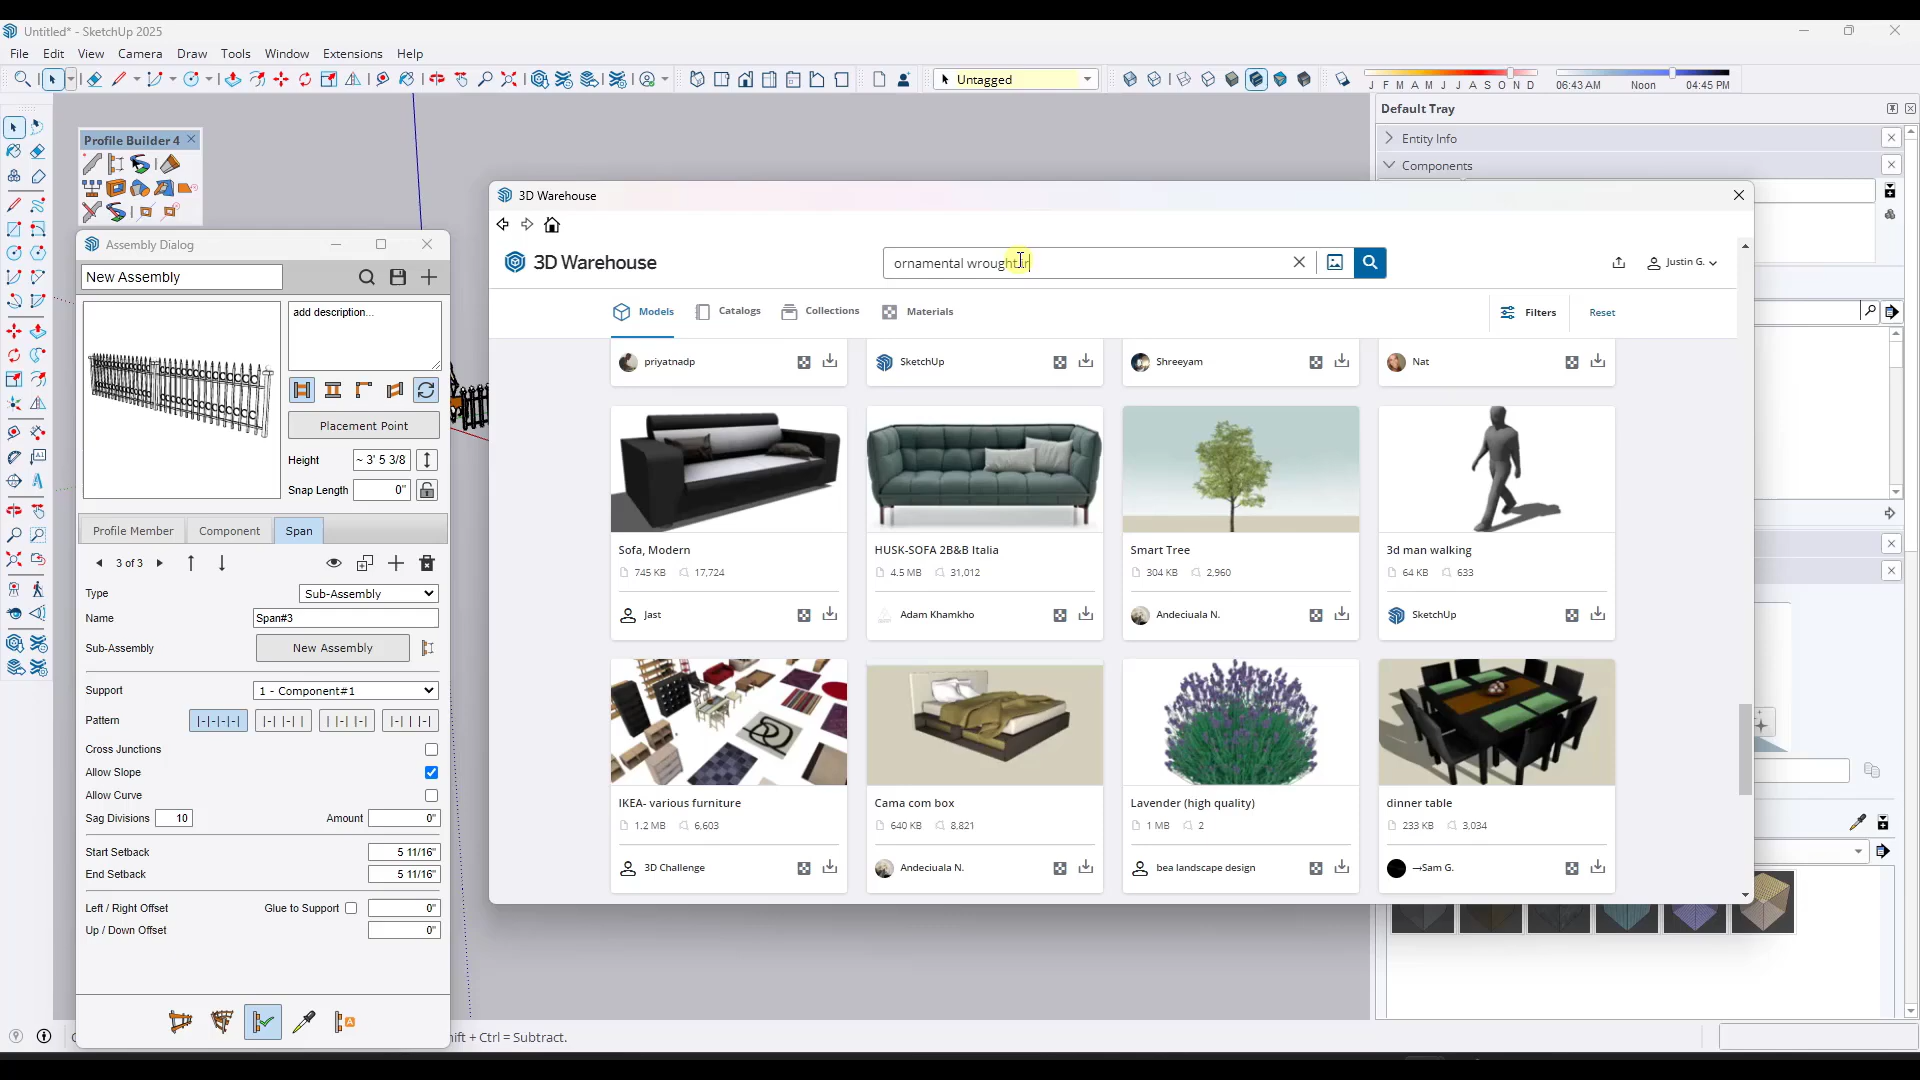 Untitled* - SketchUp 2025
File Edit View Camera Draw Tools Window Extensions Help
Untagged
J F M A M J J A S O N D 06:43 AM Noon 04:45 PM
Profile Builder 4
Default Tray
Entity Info
Components
Assembly Dialog
New Assembly
add description...
Placement Point
Height ~ 3' 5 3/8
Snap Length 0"
Profile Member Component Span
3 of 3
Type Sub-Assembly
Name Span#3
Sub-Assembly New Assembly
Support 1 - Component#1
Pattern
Cross Junctions
Allow Slope
Allow Curve
Sag Divisions 10 Amount 0"
Start Setback 5 11/16"
End Setback 5 11/16"
Left / Right Offset Glue to Support 0"
Up / Down Offset 0"
3D Warehouse
3D Warehouse
ornamental wrought ir
Justin G.
Models Catalogs Collections Materials Filters Reset
priyatnadp SketchUp Shreeyam Nat
Sofa, Modern HUSK-SOFA 2B&B Italia Smart Tree 3d man walking
745 KB 17,724 4.5 MB 31,012 304 KB 2,960 64 KB 633
Jast Adam Khamkho Andeciuala N. SketchUp
IKEA- various furniture Cama com box Lavender (high quality) dinner table
1.2 MB 6,603 640 KB 8,821 1 MB 2 233 KB 3,034
3D Challenge Andeciuala N. bea landscape design →Sam G.
hift + Ctrl = Subtract.